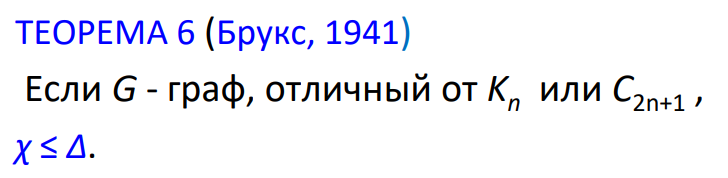 ТЕОРЕМА 6 (Брукс, 1941)
Если G - граф, отличный от Kₙ или C₂ₙ₊₁ ,
χ ≤ Δ.